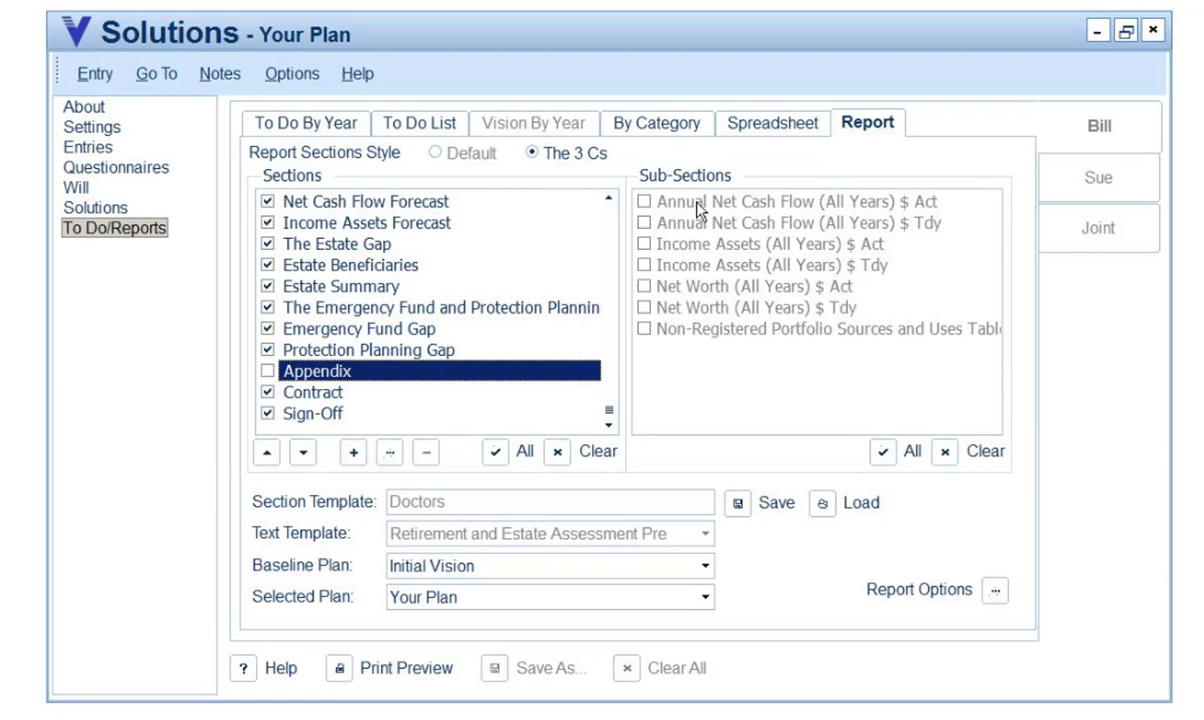 Solutions - Your Plan
Entry Go To Notes Options Help
About
Settings
Entries
Questionnaires
Will
Solutions
To Do/Reports
To Do By Year To Do List Vision By Year By Category Spreadsheet Report
Report Sections Style Default The 3 Cs
Sections
Net Cash Flow Forecast
Income Assets Forecast
The Estate Gap
Estate Beneficiaries
Estate Summary
The Emergency Fund and Protection Plannin
Emergency Fund Gap
Protection Planning Gap
Appendix
Contract
Sign-Off
All Clear
Sub-Sections
Annual Net Cash Flow (All Years) $ Act
Annual Net Cash Flow (All Years) $ Tdy
Income Assets (All Years) $ Act
Income Assets (All Years) $ Tdy
Net Worth (All Years) $ Act
Net Worth (All Years) $ Tdy
Non-Registered Portfolio Sources and Uses Tabl
All Clear
Section Template: Doctors Save Load
Text Template: Retirement and Estate Assessment Pre
Baseline Plan: Initial Vision
Selected Plan: Your Plan
Report Options ...
? Help Print Preview Save As... Clear All
Bill
Sue
Joint